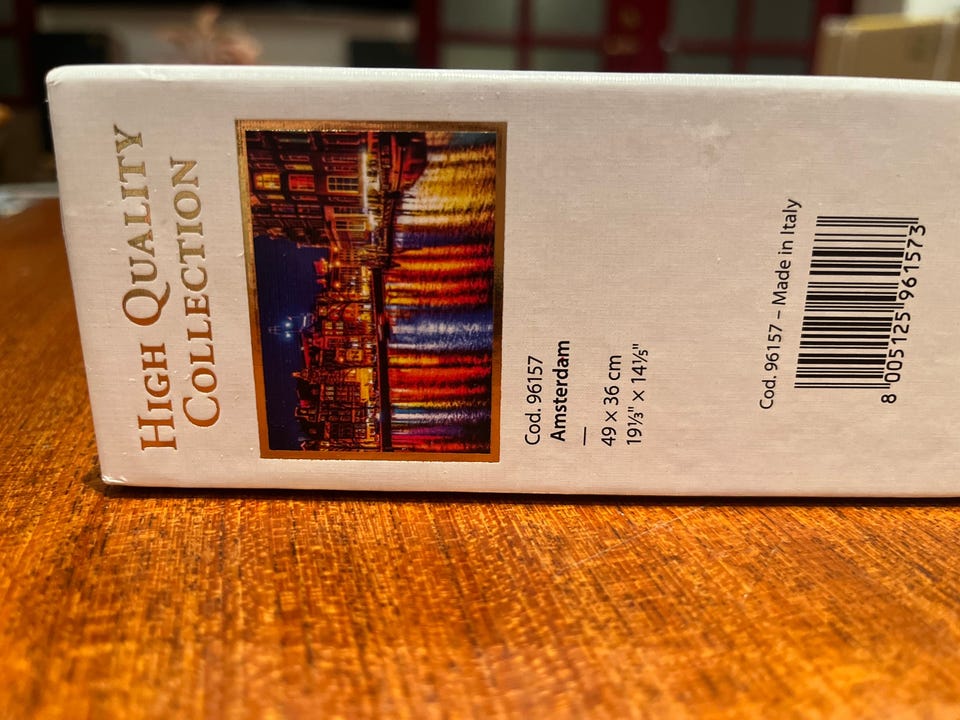 HIGH QUALITY
COLLECTION
Cod. 96157
Amsterdam
—
49 x 36 cm
19⅓" x 14⅕"
Cod. 96157 – Made in Italy
8 005125 961573